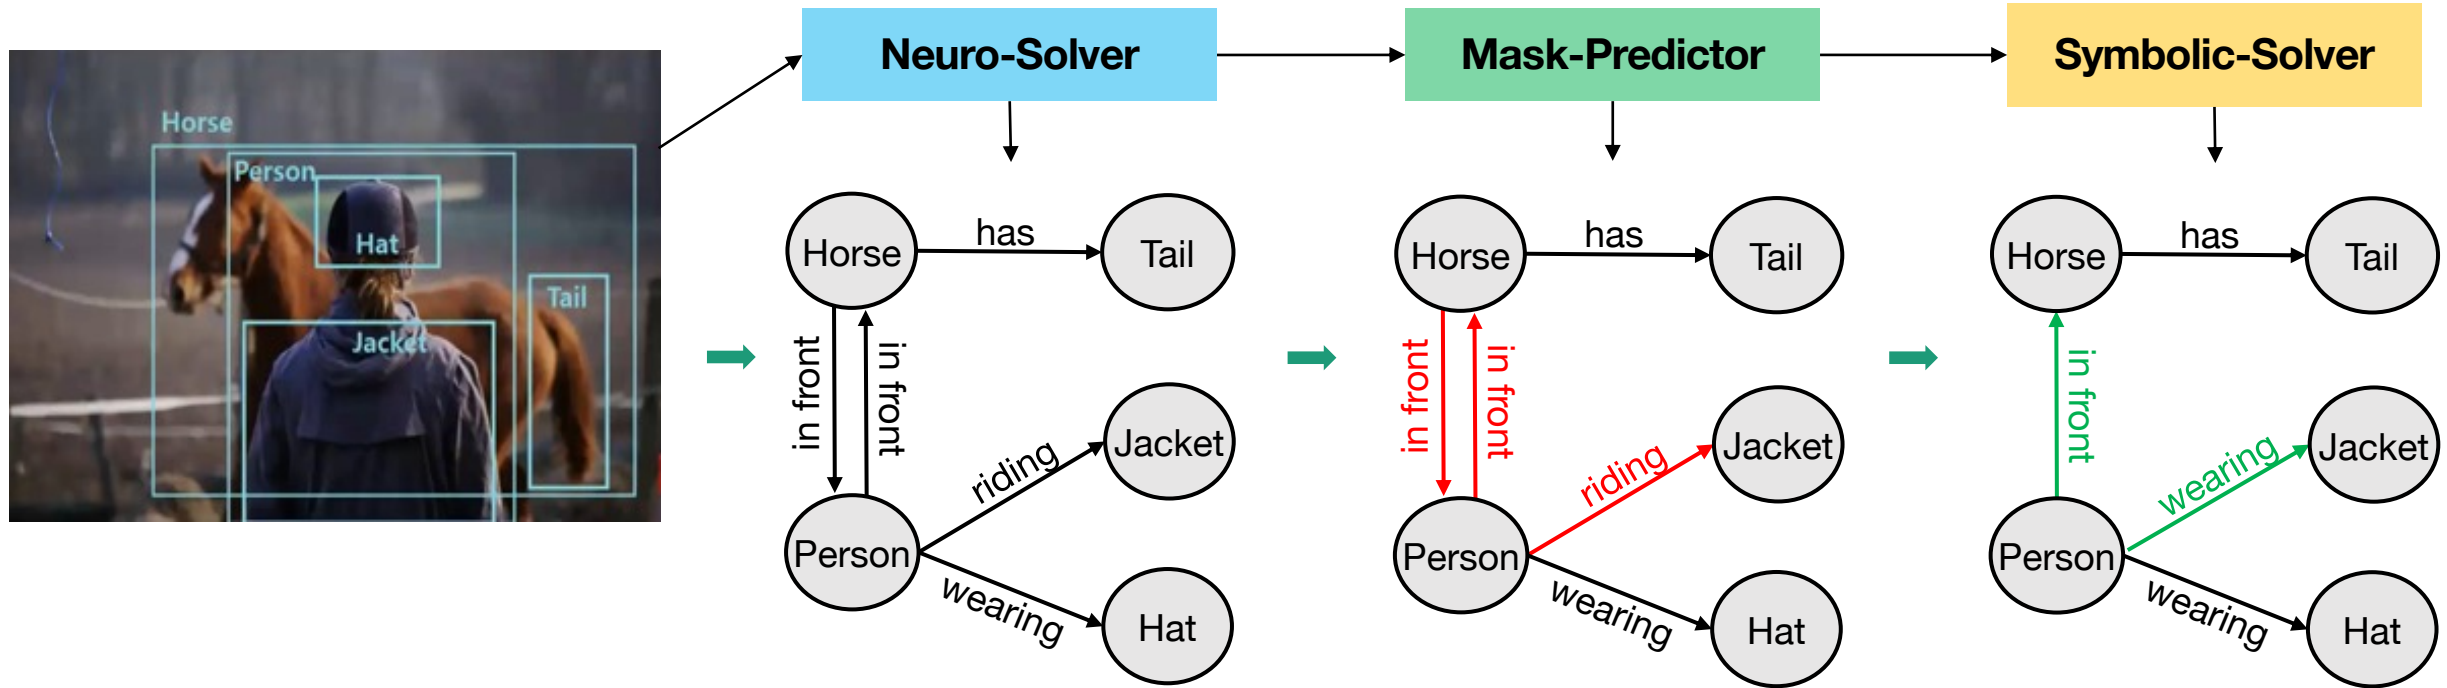 Neuro-Solver
Mask-Predictor
Symbolic-Solver
Horse
Person
Hat
Tail
Jacket
Horse
has
Tail
in front
in front
riding
Jacket
Person
wearing
Hat
Horse
has
Tail
in front
in front
riding
Jacket
Person
wearing
Hat
Horse
has
Tail
in front
wearing
Jacket
Person
wearing
Hat